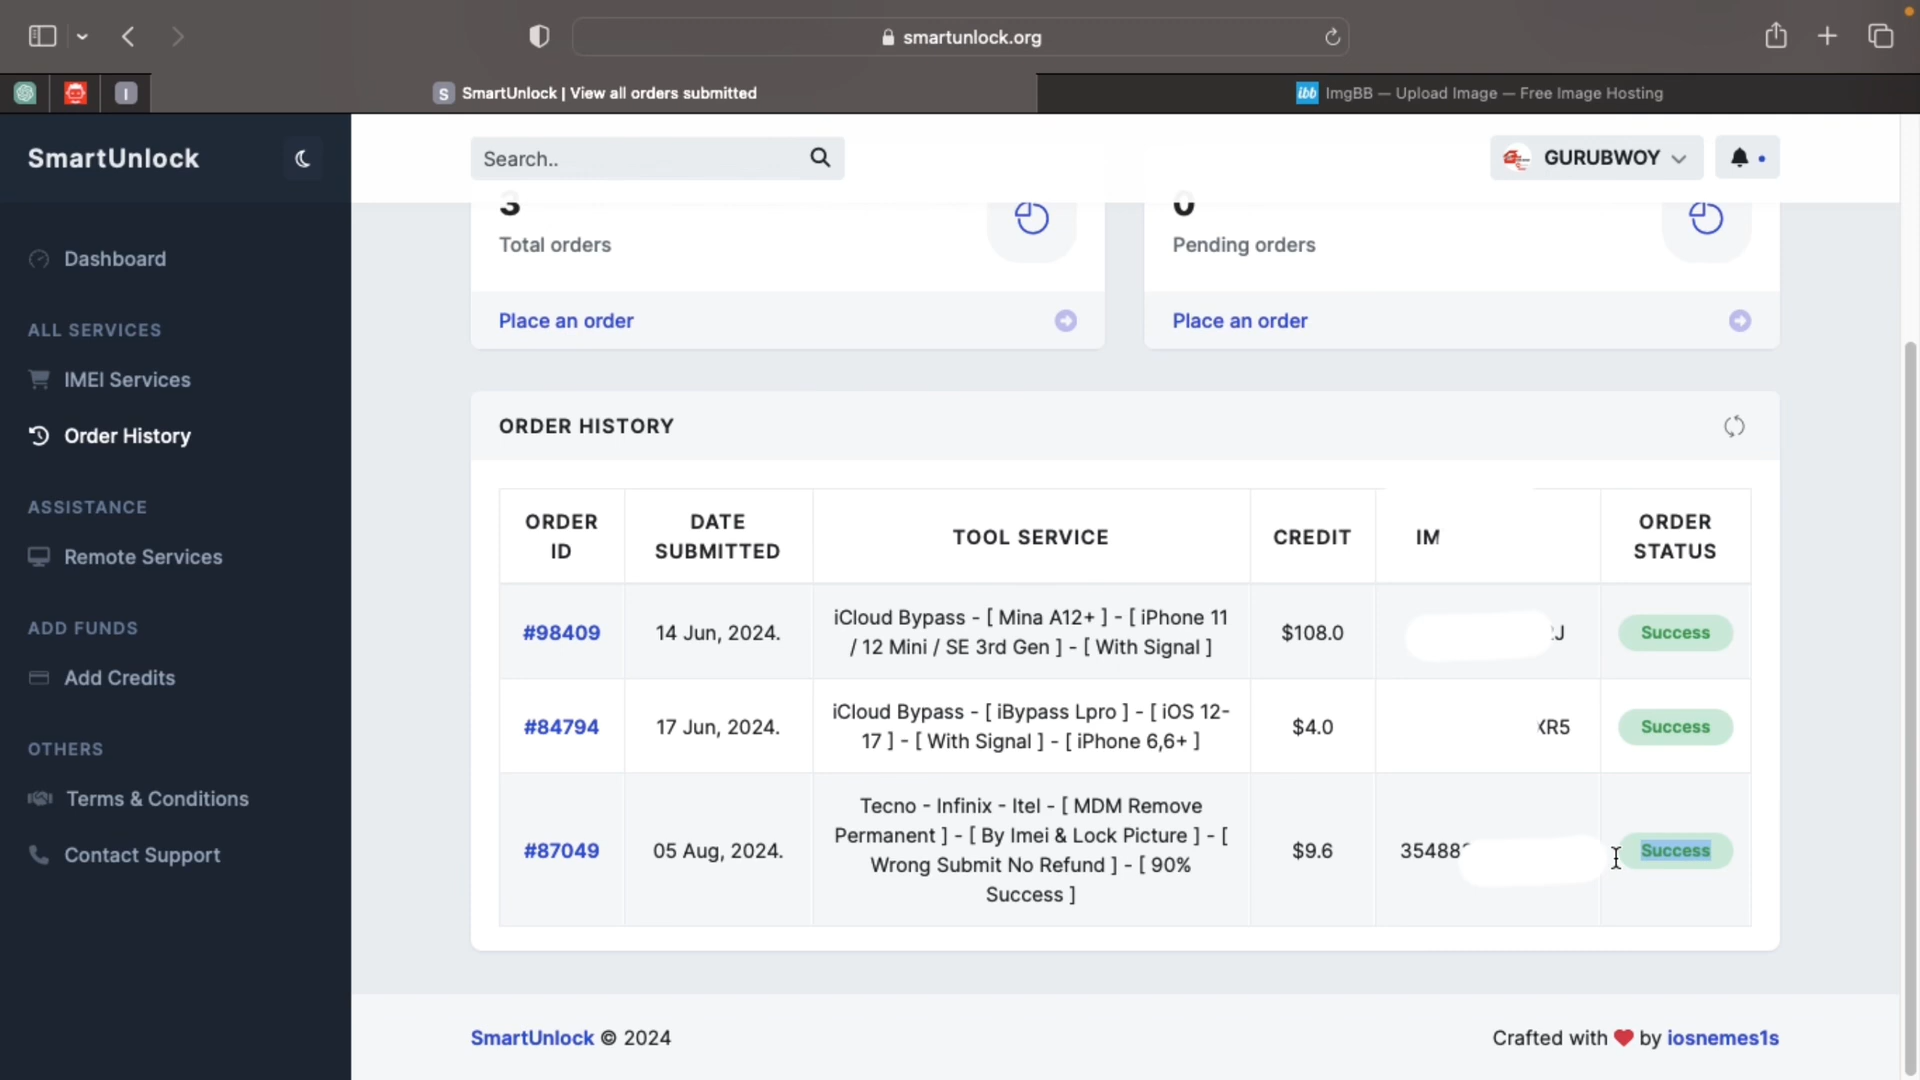 smartunlock.org
S SmartUnlock | View all orders submitted
ibb ImgBB — Upload Image — Free Image Hosting
SmartUnlock
Search..
GURUBWOY
Dashboard
ALL SERVICES
IMEI Services
Order History
ASSISTANCE
Remote Services
ADD FUNDS
Add Credits
OTHERS
Terms & Conditions
Contact Support
3
Total orders
Place an order
0
Pending orders
Place an order
ORDER HISTORY
ORDER
ID
DATE
SUBMITTED
TOOL SERVICE
CREDIT
IM
ORDER
STATUS
#98409
14 Jun, 2024.
iCloud Bypass - [ Mina A12+ ] - [ iPhone 11
/ 12 Mini / SE 3rd Gen ] - [ With Signal ]
$108.0
J
Success
#84794
17 Jun, 2024.
iCloud Bypass - [ iBypass Lpro ] - [ iOS 12-
17 ] - [ With Signal ] - [ iPhone 6,6+ ]
$4.0
XR5
Success
#87049
05 Aug, 2024.
Tecno - Infinix - Itel - [ MDM Remove
Permanent ] - [ By Imei & Lock Picture ] - [
Wrong Submit No Refund ] - [ 90%
Success ]
$9.6
35488
Success
SmartUnlock © 2024
Crafted with ❤ by iosnemes1s